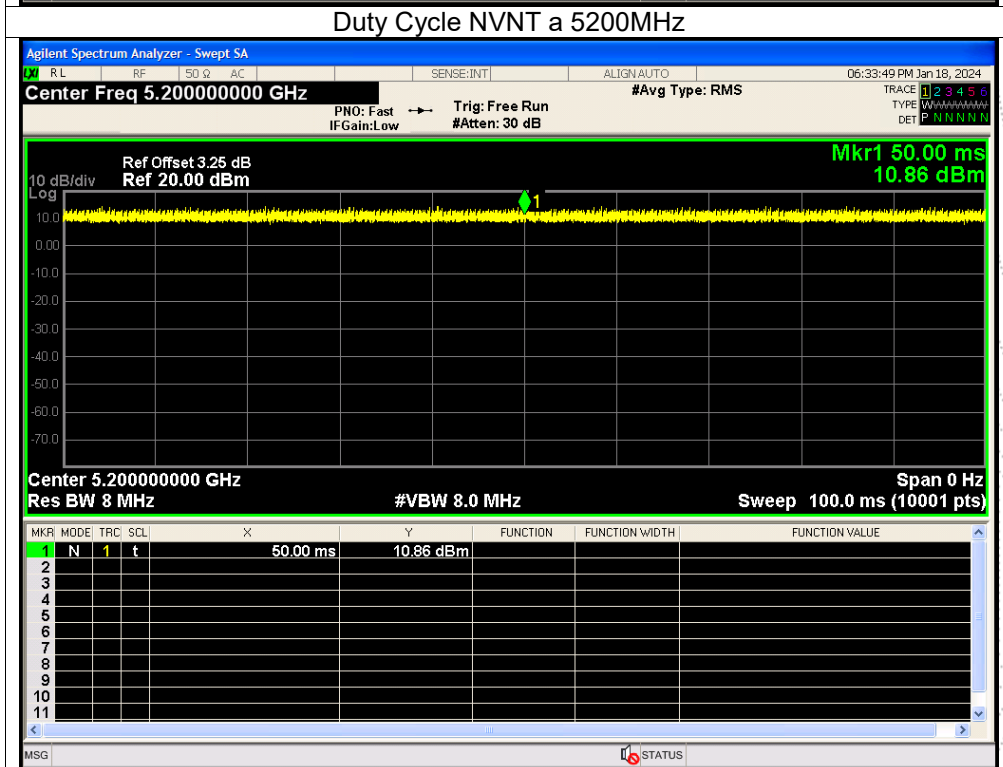 Duty Cycle NVNT a 5200MHz
Agilent Spectrum Analyzer - Swept SA
LXI RL RF 50 Ω AC SENSE:INT ALIGN AUTO 06:33:49 PM Jan 18, 2024
Center Freq 5.200000000 GHz #Avg Type: RMS TRACE 1 2 3 4 5 6
PNO: Fast Trig: Free Run TYPE WWWWWW
IFGain:Low #Atten: 30 dB DET P N N N N N
Mkr1 50.00 ms
Ref Offset 3.25 dB
10 dB/div Ref 20.00 dBm 10.86 dBm
Log
1
10.0
0.00
-10.0
-20.0
-30.0
-40.0
-50.0
-60.0
-70.0
Center 5.200000000 GHz Span 0 Hz
Res BW 8 MHz #VBW 8.0 MHz Sweep 100.0 ms (10001 pts)
MKR MODE TRC SCL X Y FUNCTION FUNCTION WIDTH FUNCTION VALUE
1 N 1 t 50.00 ms 10.86 dBm
2
3
4
5
6
7
8
9
10
11
MSG STATUS